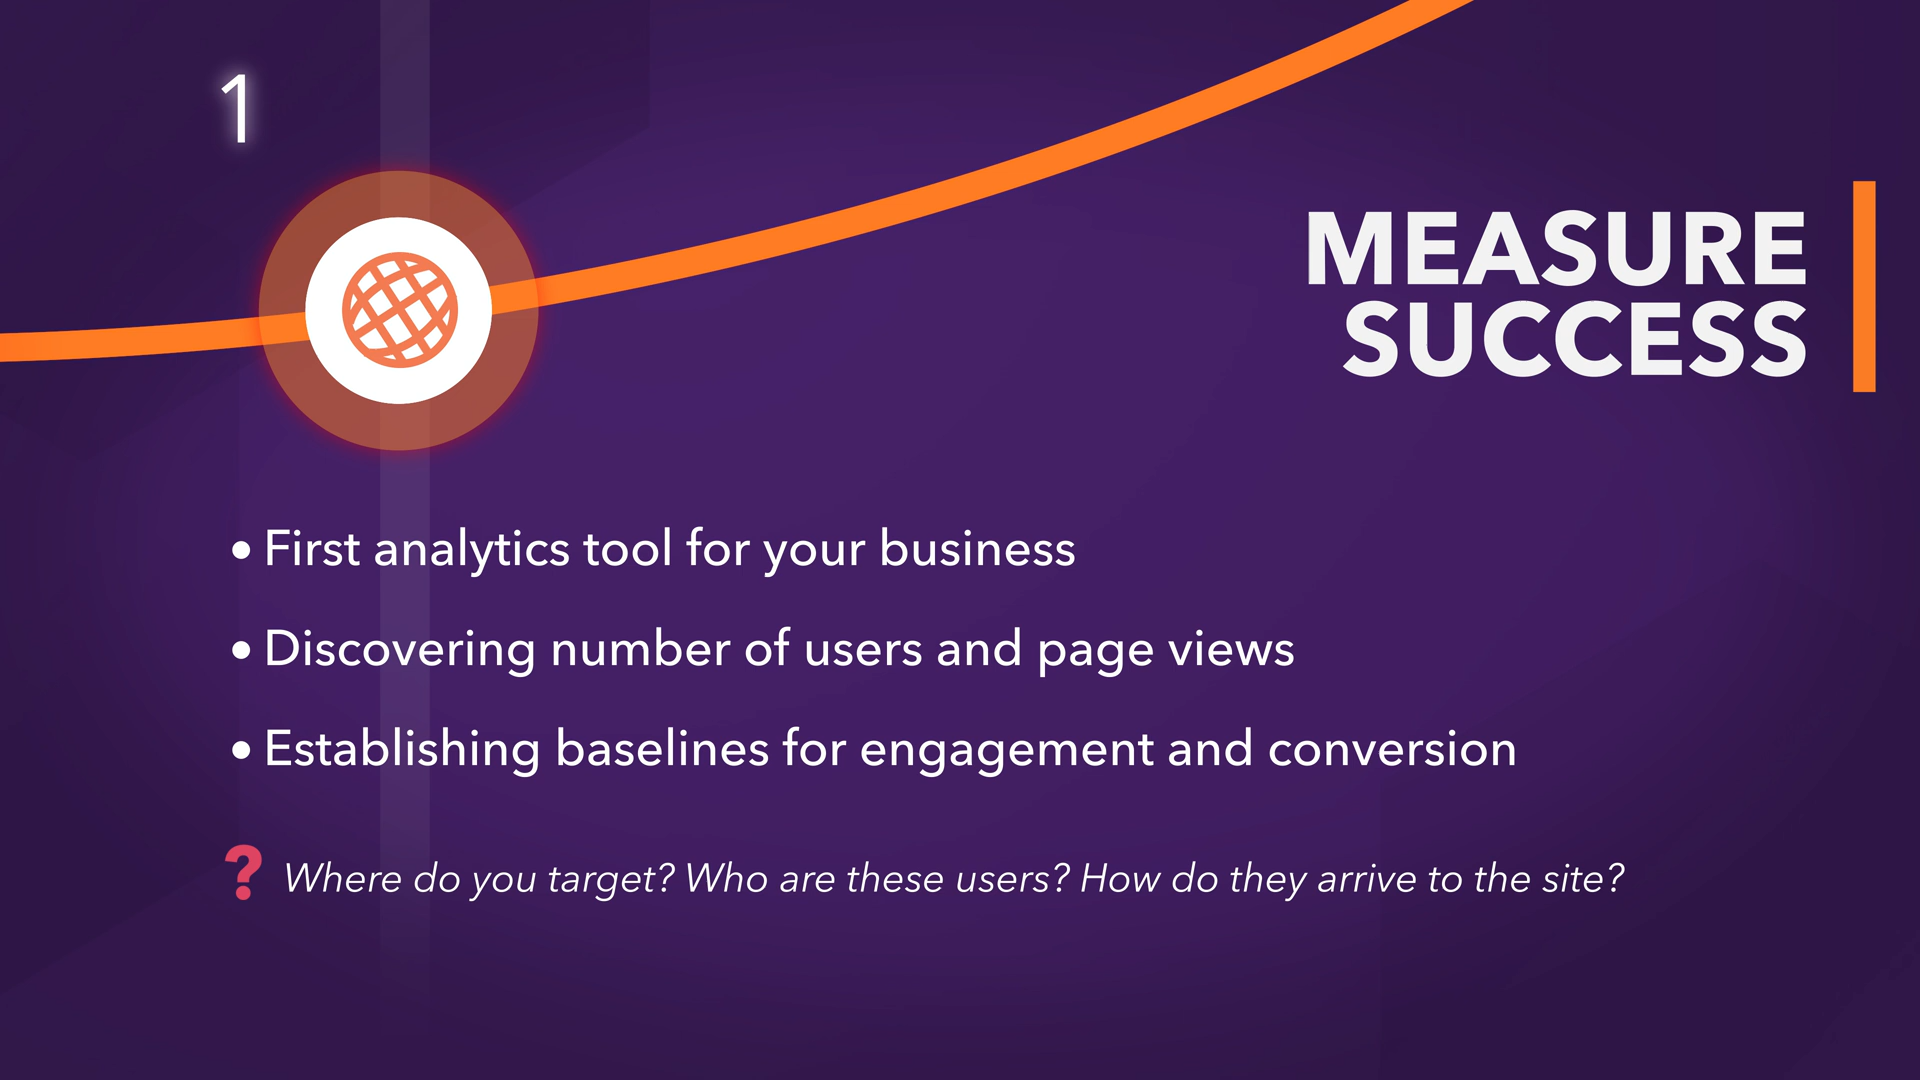 1
MEASURE
SUCCESS
• First analytics tool for your business
• Discovering number of users and page views
• Establishing baselines for engagement and conversion
? Where do you target? Who are these users? How do they arrive to the site?